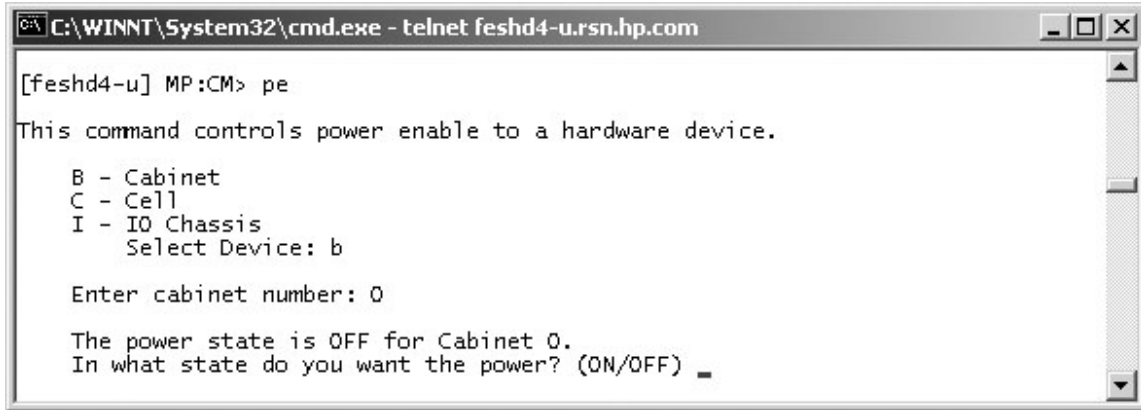 C:\WINNT\System32\cmd.exe - telnet feshd4-u.rsn.hp.com
[feshd4-u] MP:CM> pe
This command controls power enable to a hardware device.
B - Cabinet
C - Cell
I - IO Chassis
Select Device: b
Enter cabinet number: 0
The power state is OFF for Cabinet 0.
In what state do you want the power? (ON/OFF) _